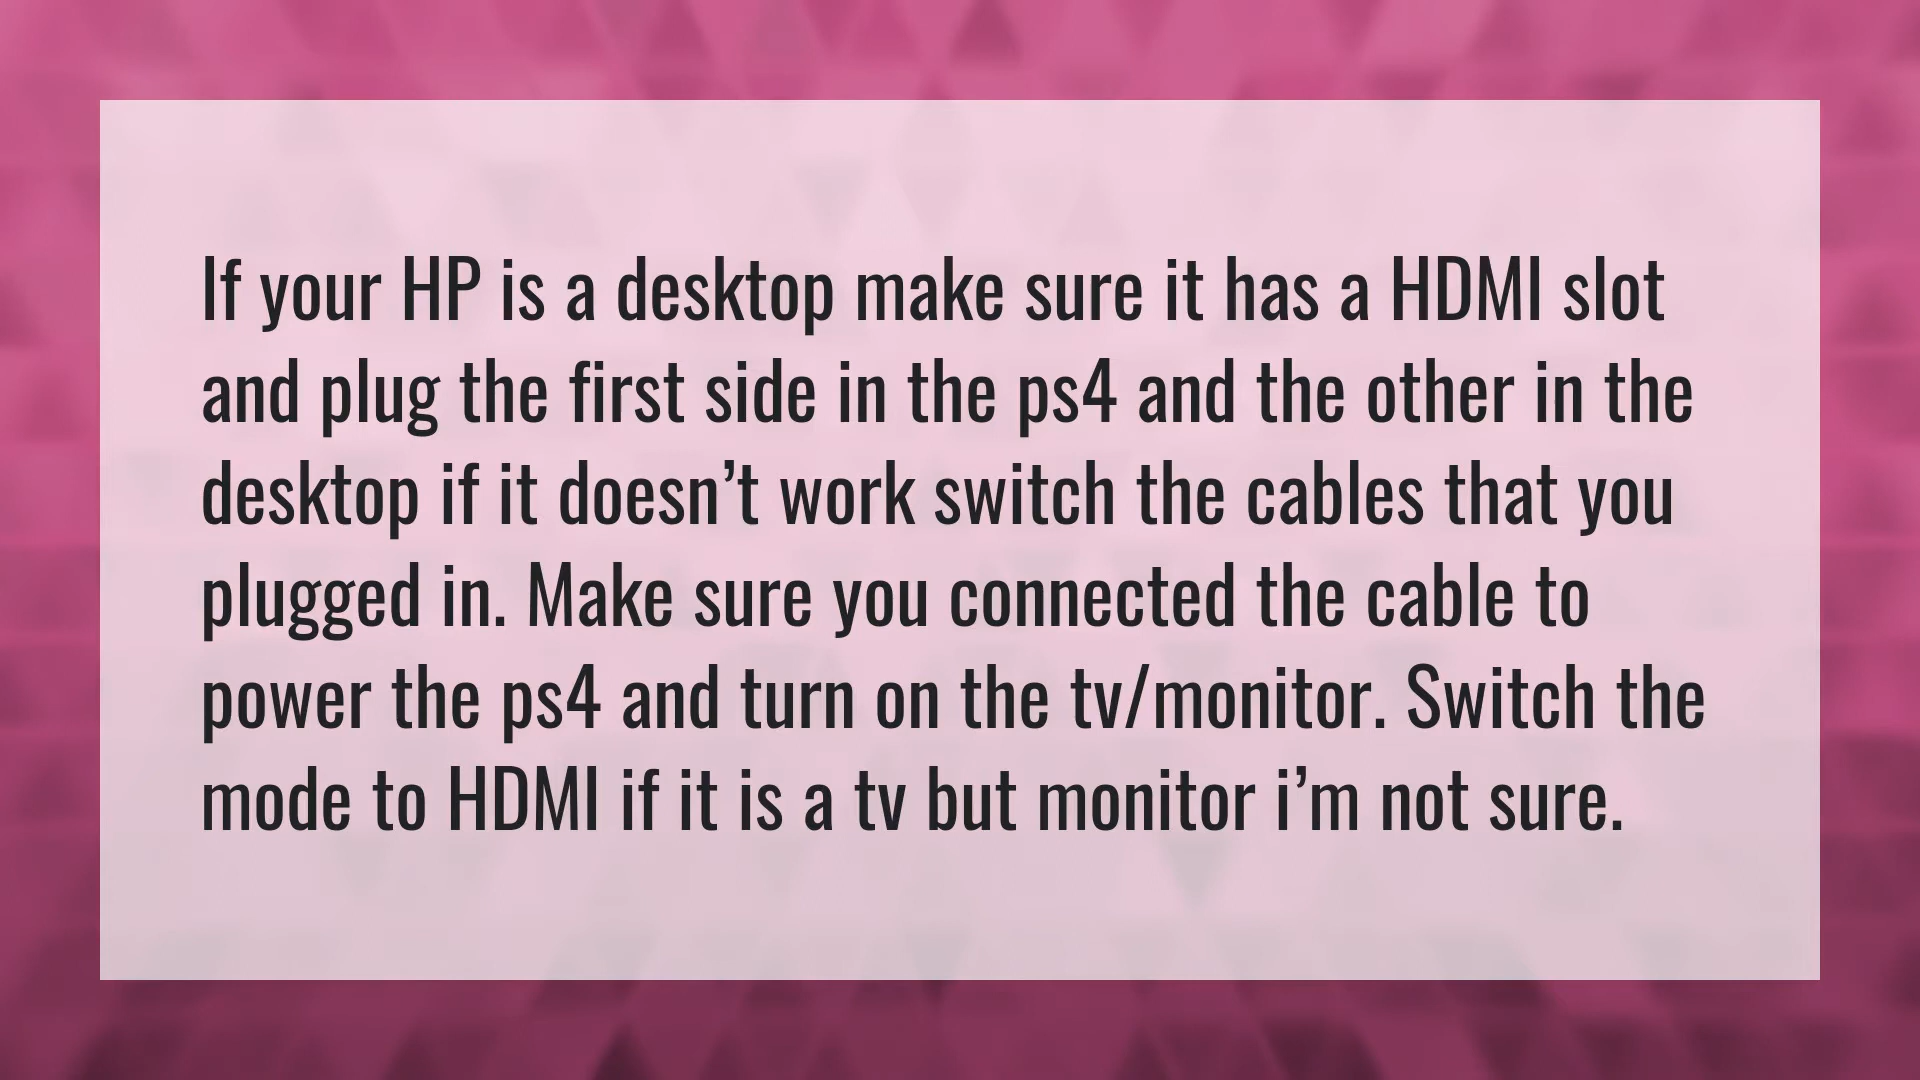 If your HP is a desktop make sure it has a HDMI slot
and plug the first side in the ps4 and the other in the
desktop if it doesn’t work switch the cables that you
plugged in. Make sure you connected the cable to
power the ps4 and turn on the tv/monitor. Switch the
mode to HDMI if it is a tv but monitor i’m not sure.